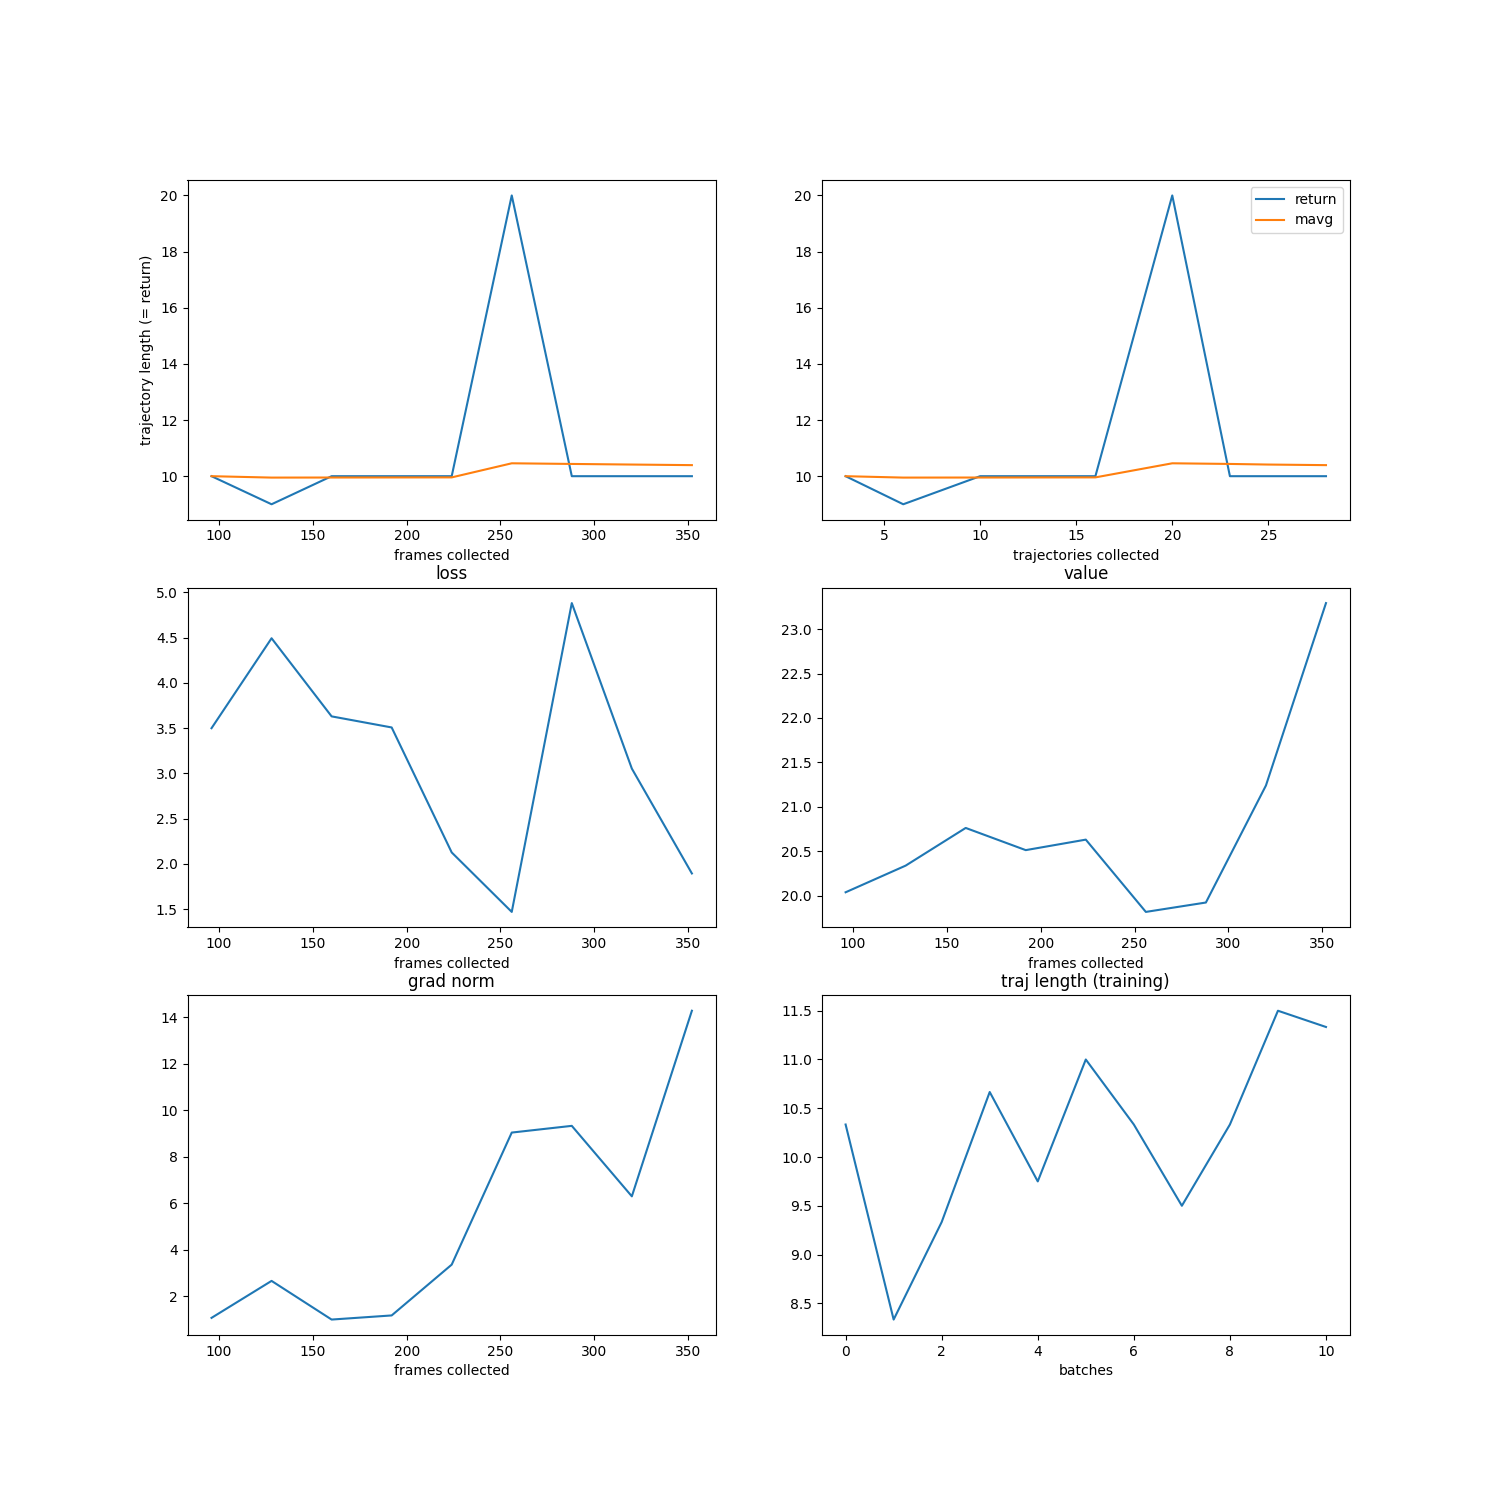 20
18
16
14
12
10
trajectory length (= return)
100 150 200 250 300 350
frames collected
20
18
16
14
12
10
return
mavg
5 10 15 20 25
trajectories collected
loss
5.0
4.5
4.0
3.5
3.0
2.5
2.0
1.5
100 150 200 250 300 350
frames collected
value
23.0
22.5
22.0
21.5
21.0
20.5
20.0
100 150 200 250 300 350
frames collected
grad norm
14
12
10
8
6
4
2
100 150 200 250 300 350
frames collected
traj length (training)
11.5
11.0
10.5
10.0
9.5
9.0
8.5
0 2 4 6 8 10
batches